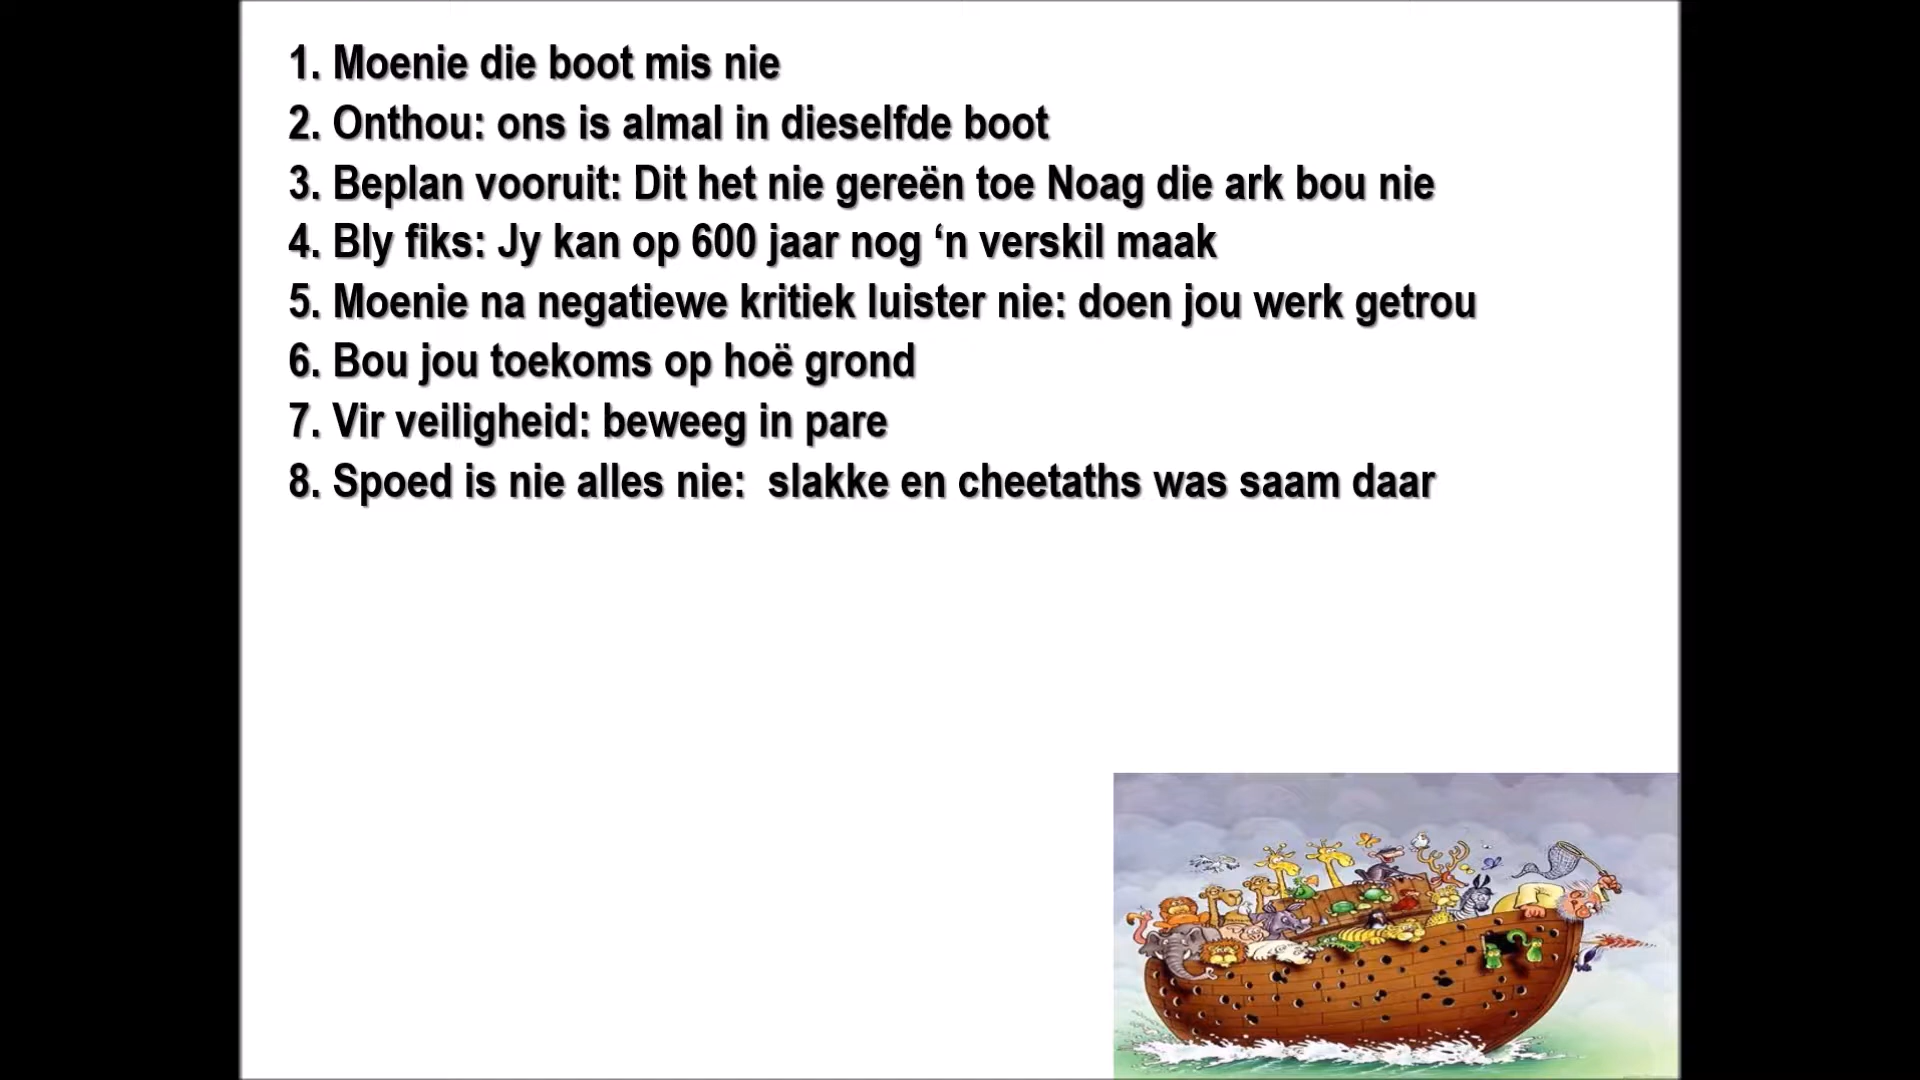 1. Moenie die boot mis nie
2. Onthou: ons is almal in dieselfde boot
3. Beplan vooruit: Dit het nie gereën toe Noag die ark bou nie
4. Bly fiks: Jy kan op 600 jaar nog ‘n verskil maak
5. Moenie na negatiewe kritiek luister nie: doen jou werk getrou
6. Bou jou toekoms op hoë grond
7. Vir veiligheid: beweeg in pare
8. Spoed is nie alles nie:  slakke en cheetaths was saam daar